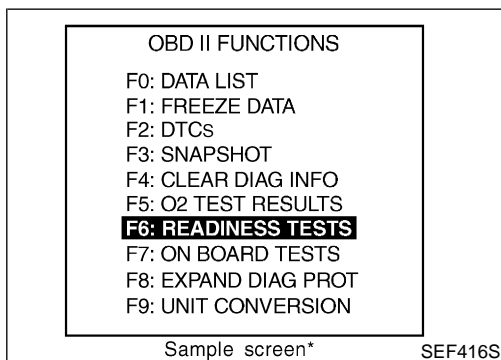 OBD II FUNCTIONS
F0: DATA LIST
F1: FREEZE DATA
F2: DTCs
F3: SNAPSHOT
F4: CLEAR DIAG INFO
F5: O2 TEST RESULTS
F6: READINESS TESTS
F7: ON BOARD TESTS
F8: EXPAND DIAG PROT
F9: UNIT CONVERSION
Sample screen*
SEF416S